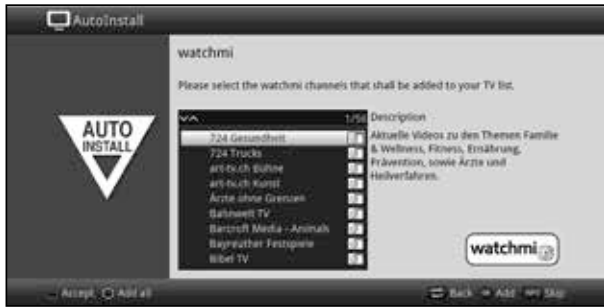 AutoInstall
watchmi
Please select the watchmi channels that shall be added to your TV list.
AUTO
INSTALL
1/50
724 Gesundheit
724 Trucks
art-tv.ch Bühne
art-tv.ch Kunst
Ärzte ohne Grenzen
Bahnwelt TV
Barcroft Media - Animals
Bayreuther Festspiele
Bibel TV
Description
Aktuelle Videos zu den Themen Familie
& Wellness, Fitness, Ernährung,
Prävention, sowie Ärzte und
Heilverfahren.
watchmi
Accept Add all
Back Add Skip